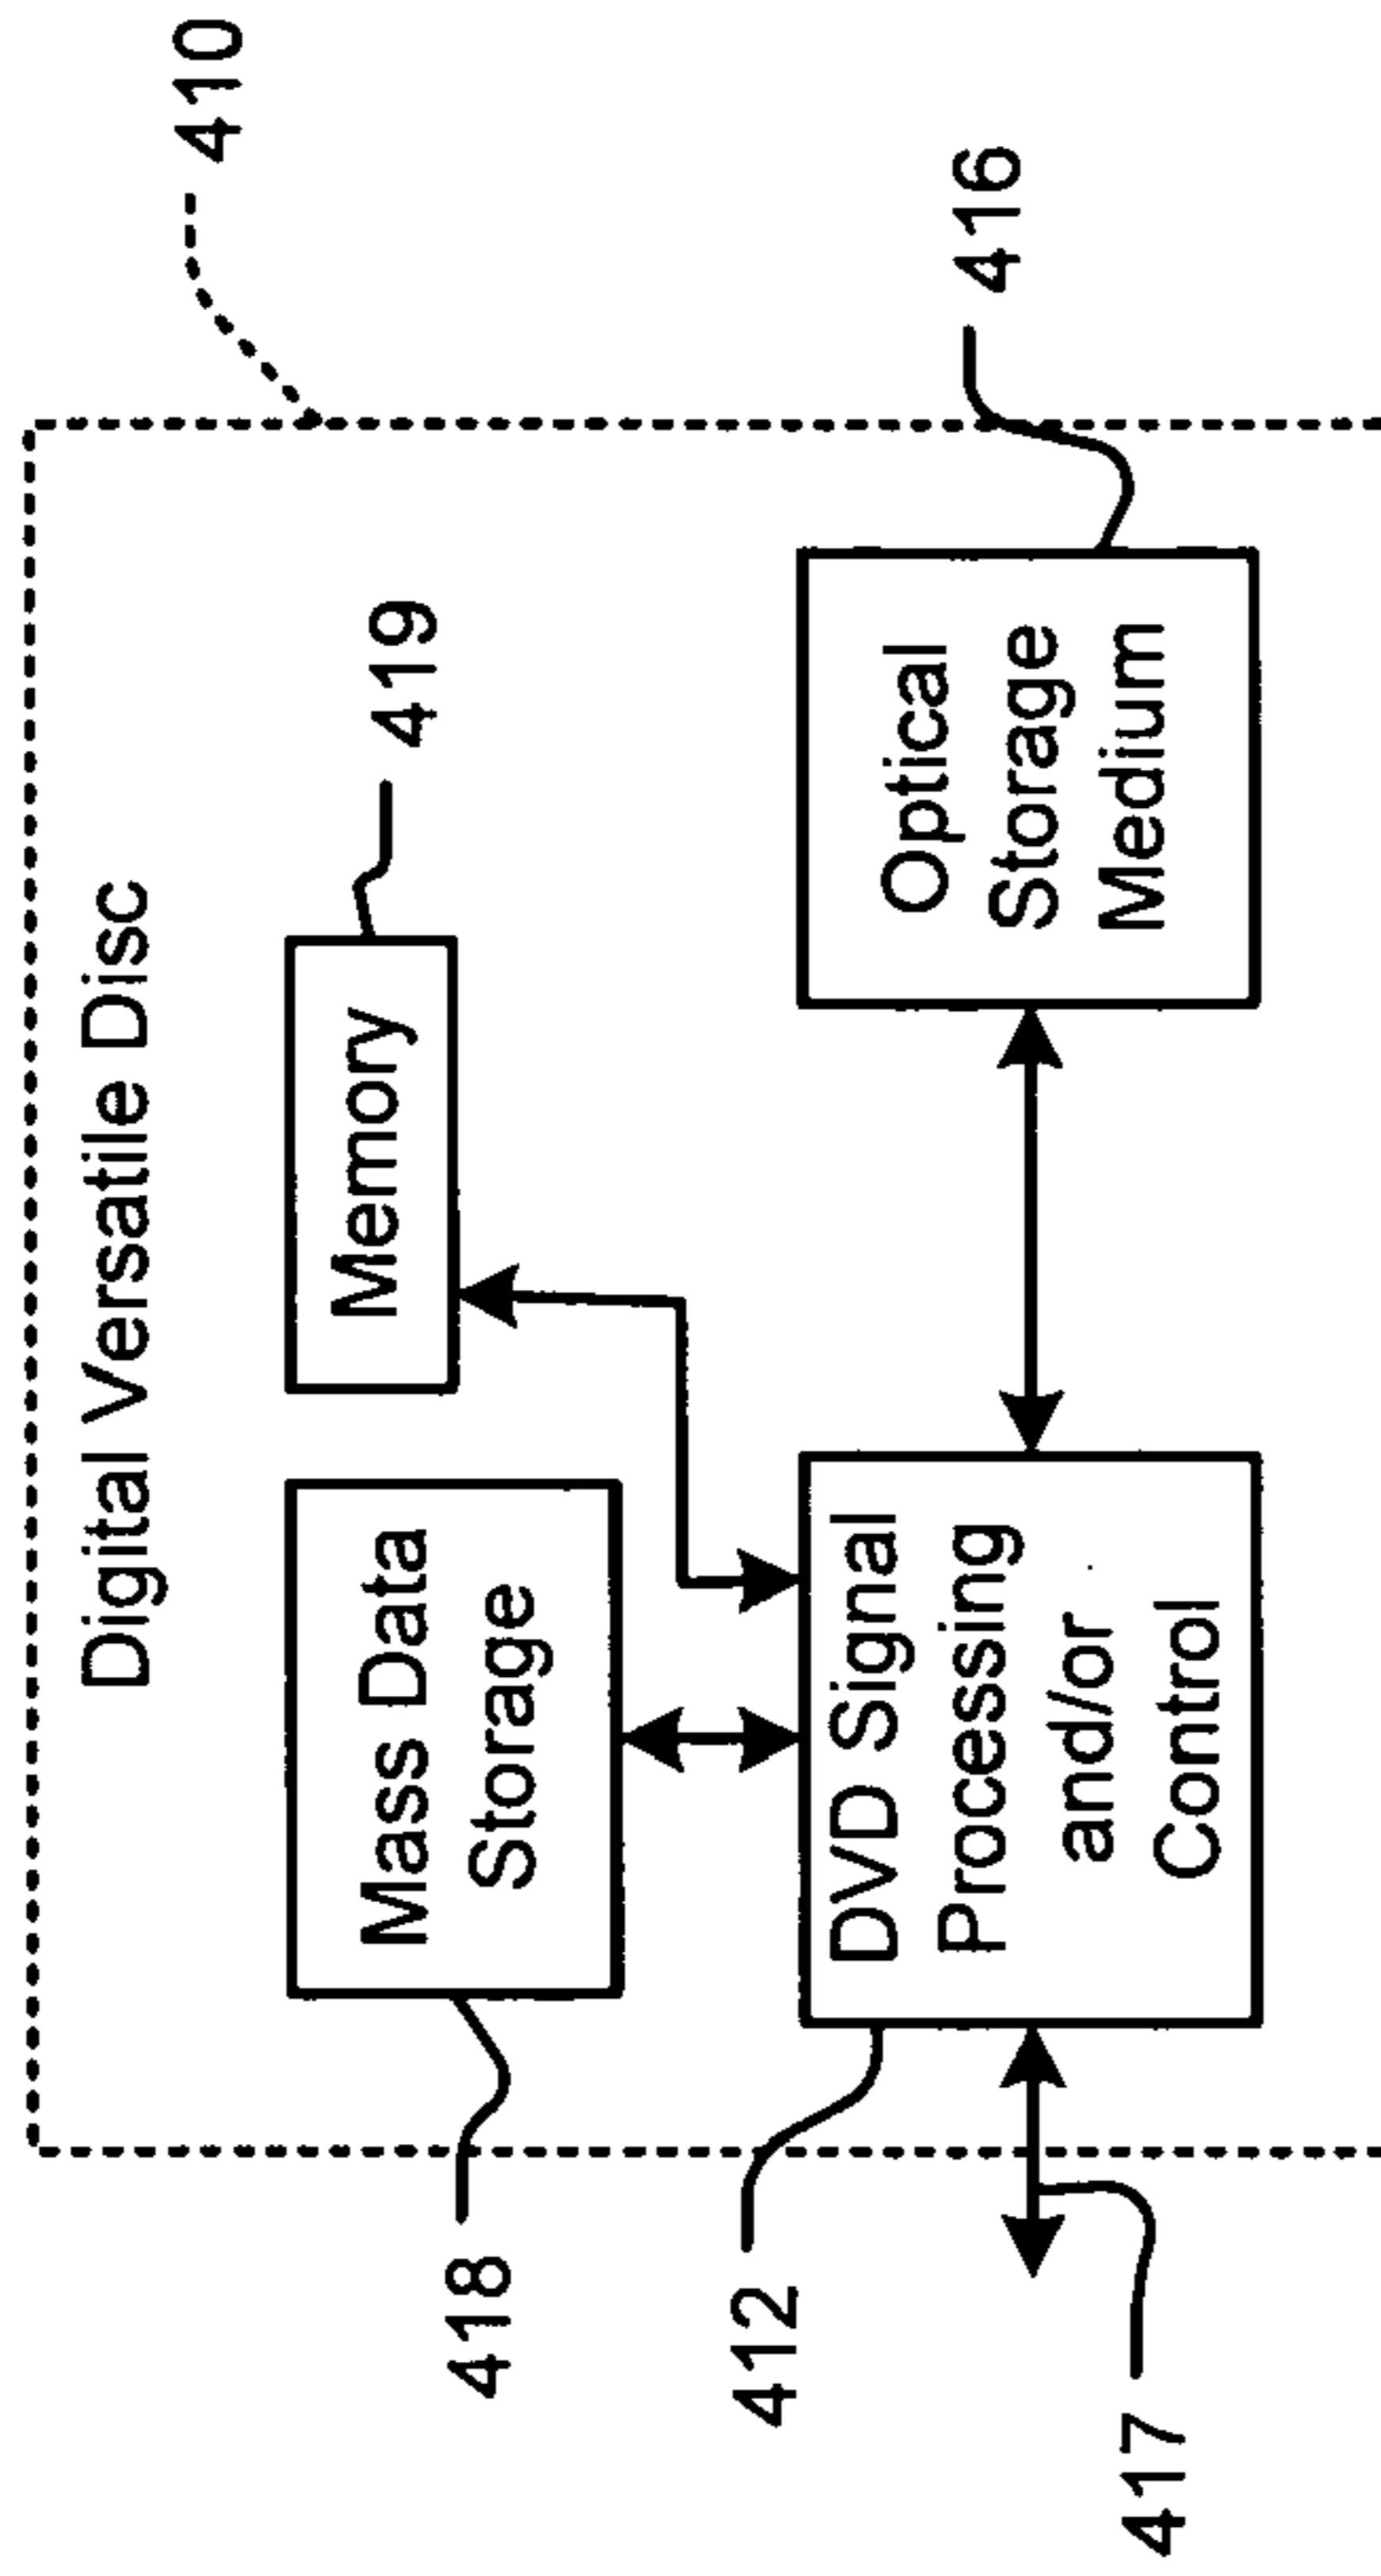 Digital Versatile Disc
410
418
Mass Data
Storage
Memory
419
412
DVD Signal
Processing
and/or
Control
Optical
Storage
Medium
416
417